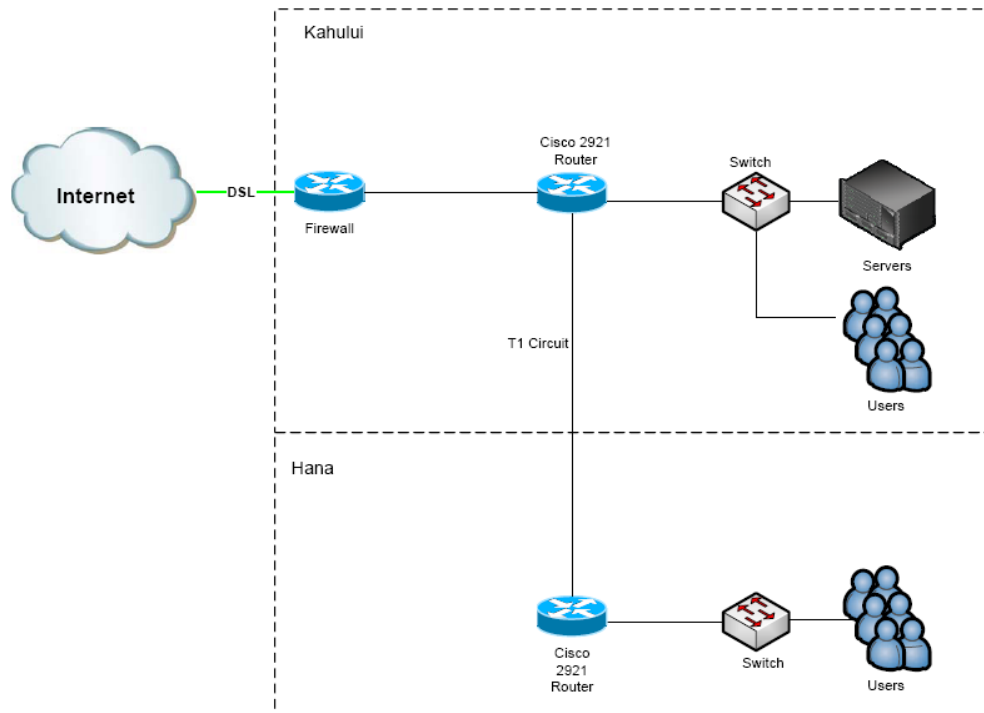 Kahului
Internet
DSL
Firewall
Cisco 2921
Router
Switch
Servers
Users
T1 Circuit
Hana
Cisco
2921
Router
Switch
Users